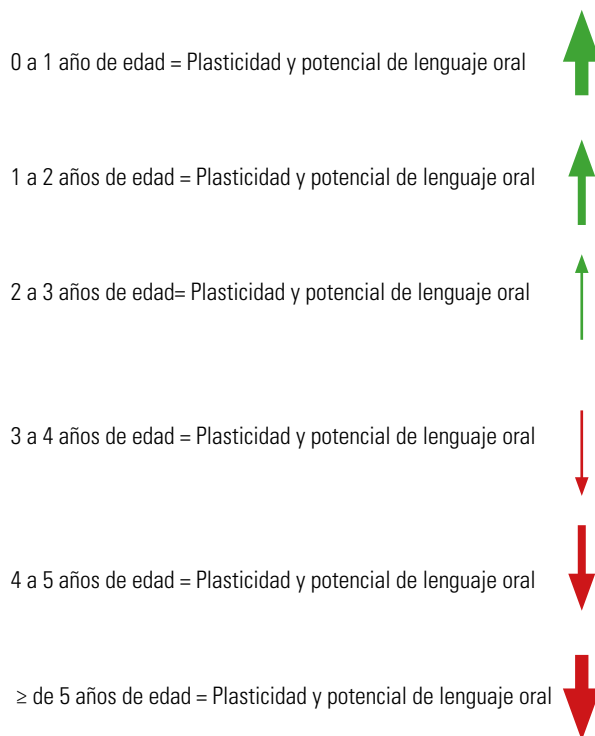 0 a 1 año de edad = Plasticidad y potencial de lenguaje oral
1 a 2 años de edad = Plasticidad y potencial de lenguaje oral
2 a 3 años de edad= Plasticidad y potencial de lenguaje oral
3 a 4 años de edad = Plasticidad y potencial de lenguaje oral
4 a 5 años de edad = Plasticidad y potencial de lenguaje oral
≥ de 5 años de edad = Plasticidad y potencial de lenguaje oral